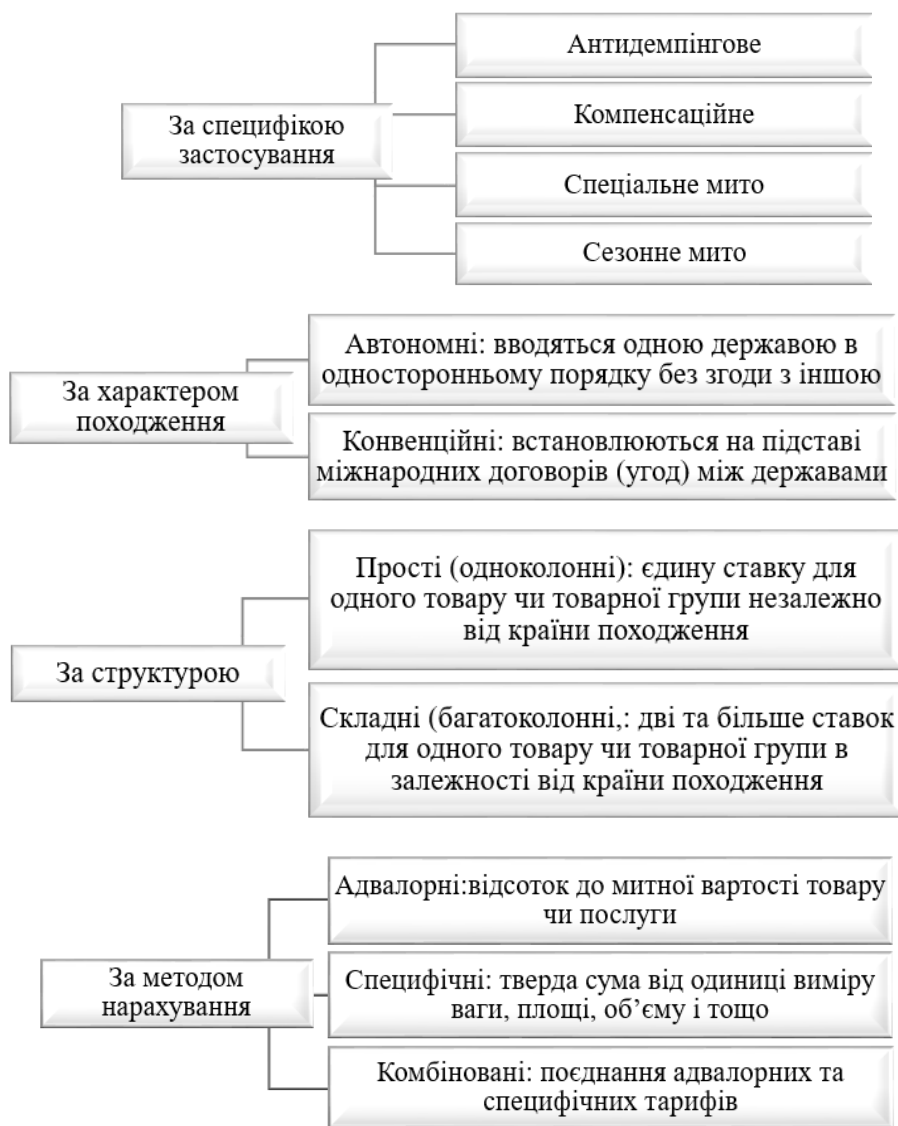 За специфікою
застосування
Антидемпінгове
Компенсаційне
Спеціальне мито
Сезонне мито
За характером
походження
Автономні: вводяться одною державою в
односторонньому порядку без згоди з іншою
Конвенційні: встановлюються на підставі
міжнародних договорів (угод) між державами
За структурою
Прості (одноколонні): єдину ставку для
одного товару чи товарної групи незалежно
від країни походження
Складні (багатоколонні,: дві та більше ставок
для одного товару чи товарної групи в
залежності від країни походження
За методом
нарахування
Адвалорні:відсоток до митної вартості товару
чи послуги
Специфічні: тверда сума від одиниці виміру
ваги, площі, об’єму і тощо
Комбіновані: поєднання адвалорних та
специфічних тарифів